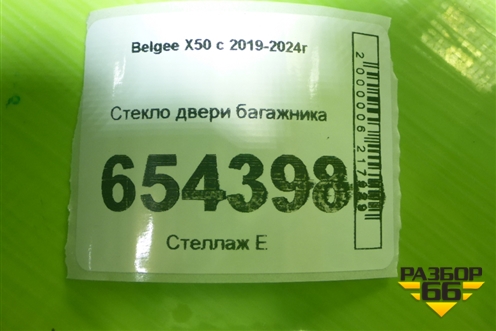 Belgee X50 с 2019-2024г
Стекло двери багажника
654398
Стеллаж Е
РАЗБОР
66